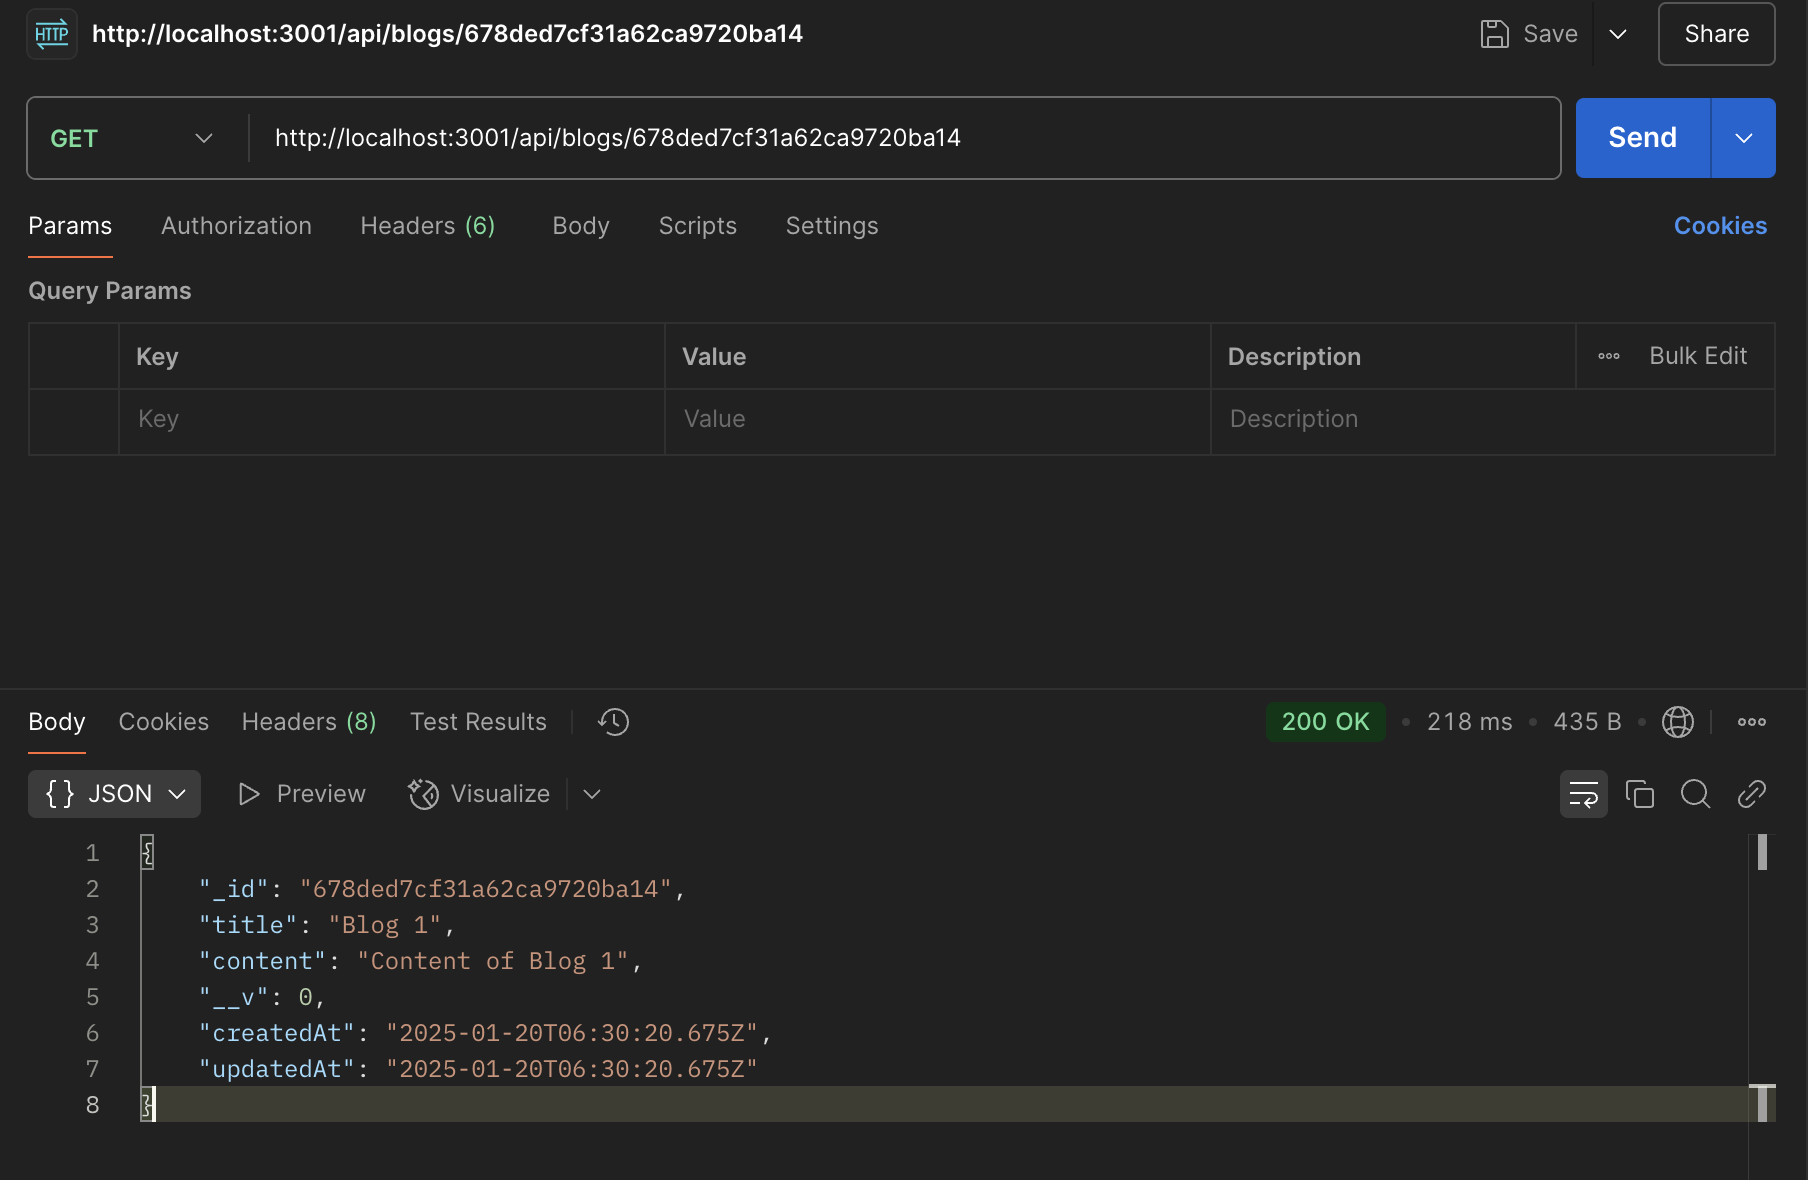 HTTP http://localhost:3001/api/blogs/678ded7cf31a62ca9720ba14 Save Share
GET http://localhost:3001/api/blogs/678ded7cf31a62ca9720ba14 Send
Params Authorization Headers (6) Body Scripts Settings Cookies
Query Params
Key Value Description Bulk Edit
Key Value Description
Body Cookies Headers (8) Test Results 200 OK • 218 ms • 435 B •
{} JSON Preview Visualize
1 {
2 "_id": "678ded7cf31a62ca9720ba14",
3 "title": "Blog 1",
4 "content": "Content of Blog 1",
5 "__v": 0,
6 "createdAt": "2025-01-20T06:30:20.675Z",
7 "updatedAt": "2025-01-20T06:30:20.675Z"
8 }